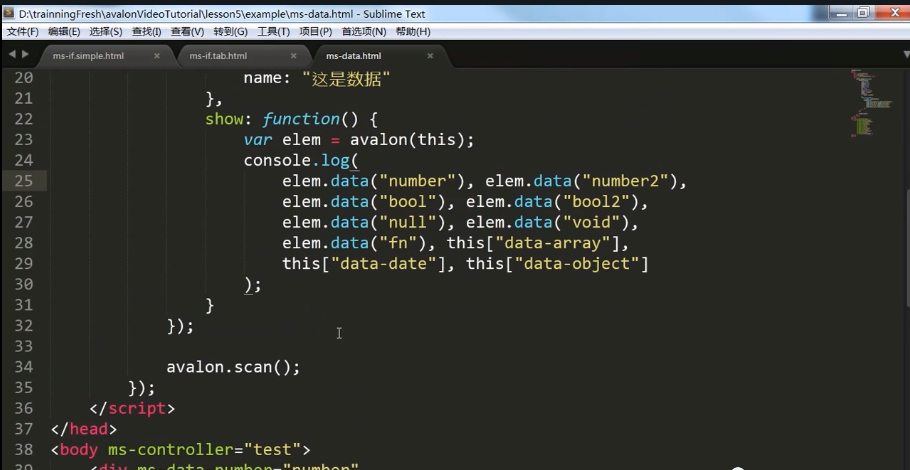 D:\trainningFresh\avalonVideoTutorial\lesson5\example\ms-data.html - Sublime Text
文件(F) 编辑(E) 选择(S) 查找(I) 查看(V) 转到(G) 工具(T) 项目(P) 首选项(N) 帮助(H)
ms-if.simple.html × ms-if.tab.html × ms-data.html ×
20 name: "这是数据"
21 },
22 show: function() {
23 var elem = avalon(this);
24 console.log(
25 elem.data("number"), elem.data("number2"),
26 elem.data("bool"), elem.data("bool2"),
27 elem.data("null"), elem.data("void"),
28 elem.data("fn"), this["data-array"],
29 this["data-date"], this["data-object"]
30 );
31 }
32 });
33
34 avalon.scan();
35 });
36 </script>
37 </head>
38 <body ms-controller="test">
39 <div ms-data-number="number"